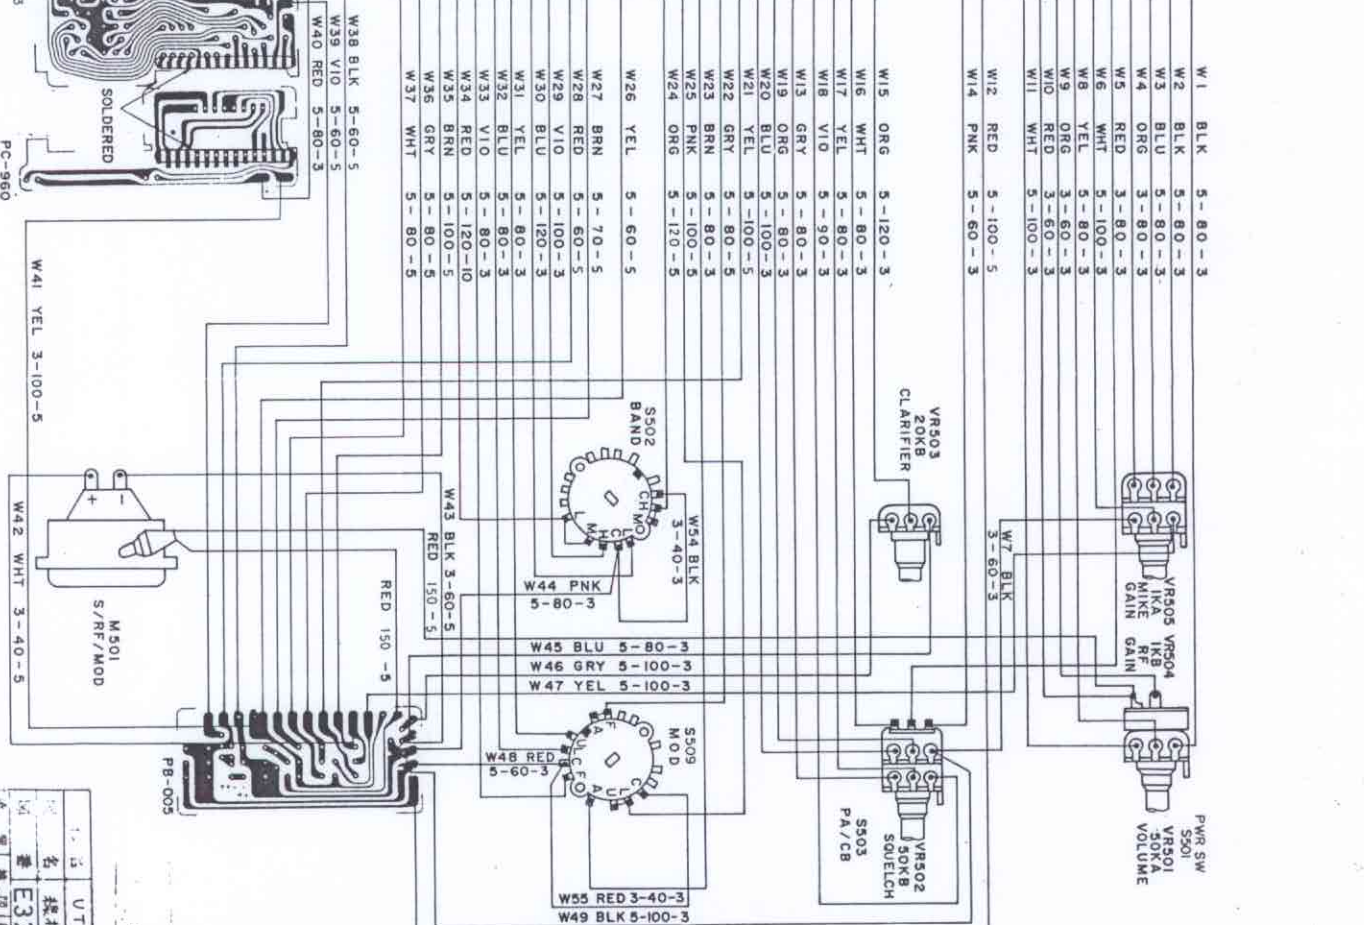 W38 BLK 5-60-5
W39 VIO 5-60-5
W40 RED 5-80-3
SOLDERED
PC-960
W41 YEL 3-100-5
W37 WHT 5-80-5
W36 GRY 5-80-5
W35 BRN 5-100-5
W34 RED 5-120-10
W33 VIO 5-80-3
W32 BLU 5-80-3
W31 YEL 5-80-3
W30 BLU 5-120-3
W29 VIO 5-100-3
W28 RED 5-60-5
W27 BRN 5-70-5
W26 YEL 5-60-5
W24 ORG 5-120-5
W25 PNK 5-100-5
W23 BRN 5-80-3
W22 GRY 5-80-5
W21 YEL 5-100-5
W20 BLU 5-100-3
W19 ORG 5-80-3
W13 GRY 5-80-3
W18 VIO 5-90-3
W17 YEL 5-80-3
W16 WHT 5-80-3
W15 ORG 5-120-3
W14 PNK 5-60-3
W12 RED 5-100-5
W11 WHT 5-100-3
W10 RED 3-60-3
W9 ORG 3-60-3
W8 YEL 5-80-3
W6 WHT 5-100-3
W5 RED 3-80-3
W4 ORG 3-80-3
W3 BLU 5-80-3
W2 BLK 5-80-3
W1 BLK 5-80-3
S502
BAND
CH
MO
L
C
H
M
L
VR503
20KB
CLARIFIER
W54 BLK
3-40-3
W7 BLK
3-60-3
W44 PNK
5-80-3
W43 BLK 3-60-5
RED 150-5
RED 150-5
+ -
M501
S/RF/MOD
W42 WHT 3-40-5
VR505
1KA
MIKE
GAIN
VR504
1KB
RF
GAIN
W45 BLU 5-80-3
W46 GRY 5-100-3
W47 YEL 5-100-3
W48 RED
5-60-3
S509
MOD
F
A
U
L
C
F
O
A
U
L
C
PB-005
S503
PA/CB
VR502
50KB
SQUELCH
PWR SW
S501
VR501
50KA
VOLUME
W55 RED 3-40-3
W49 BLK 5-100-3
名
番
UT
E3